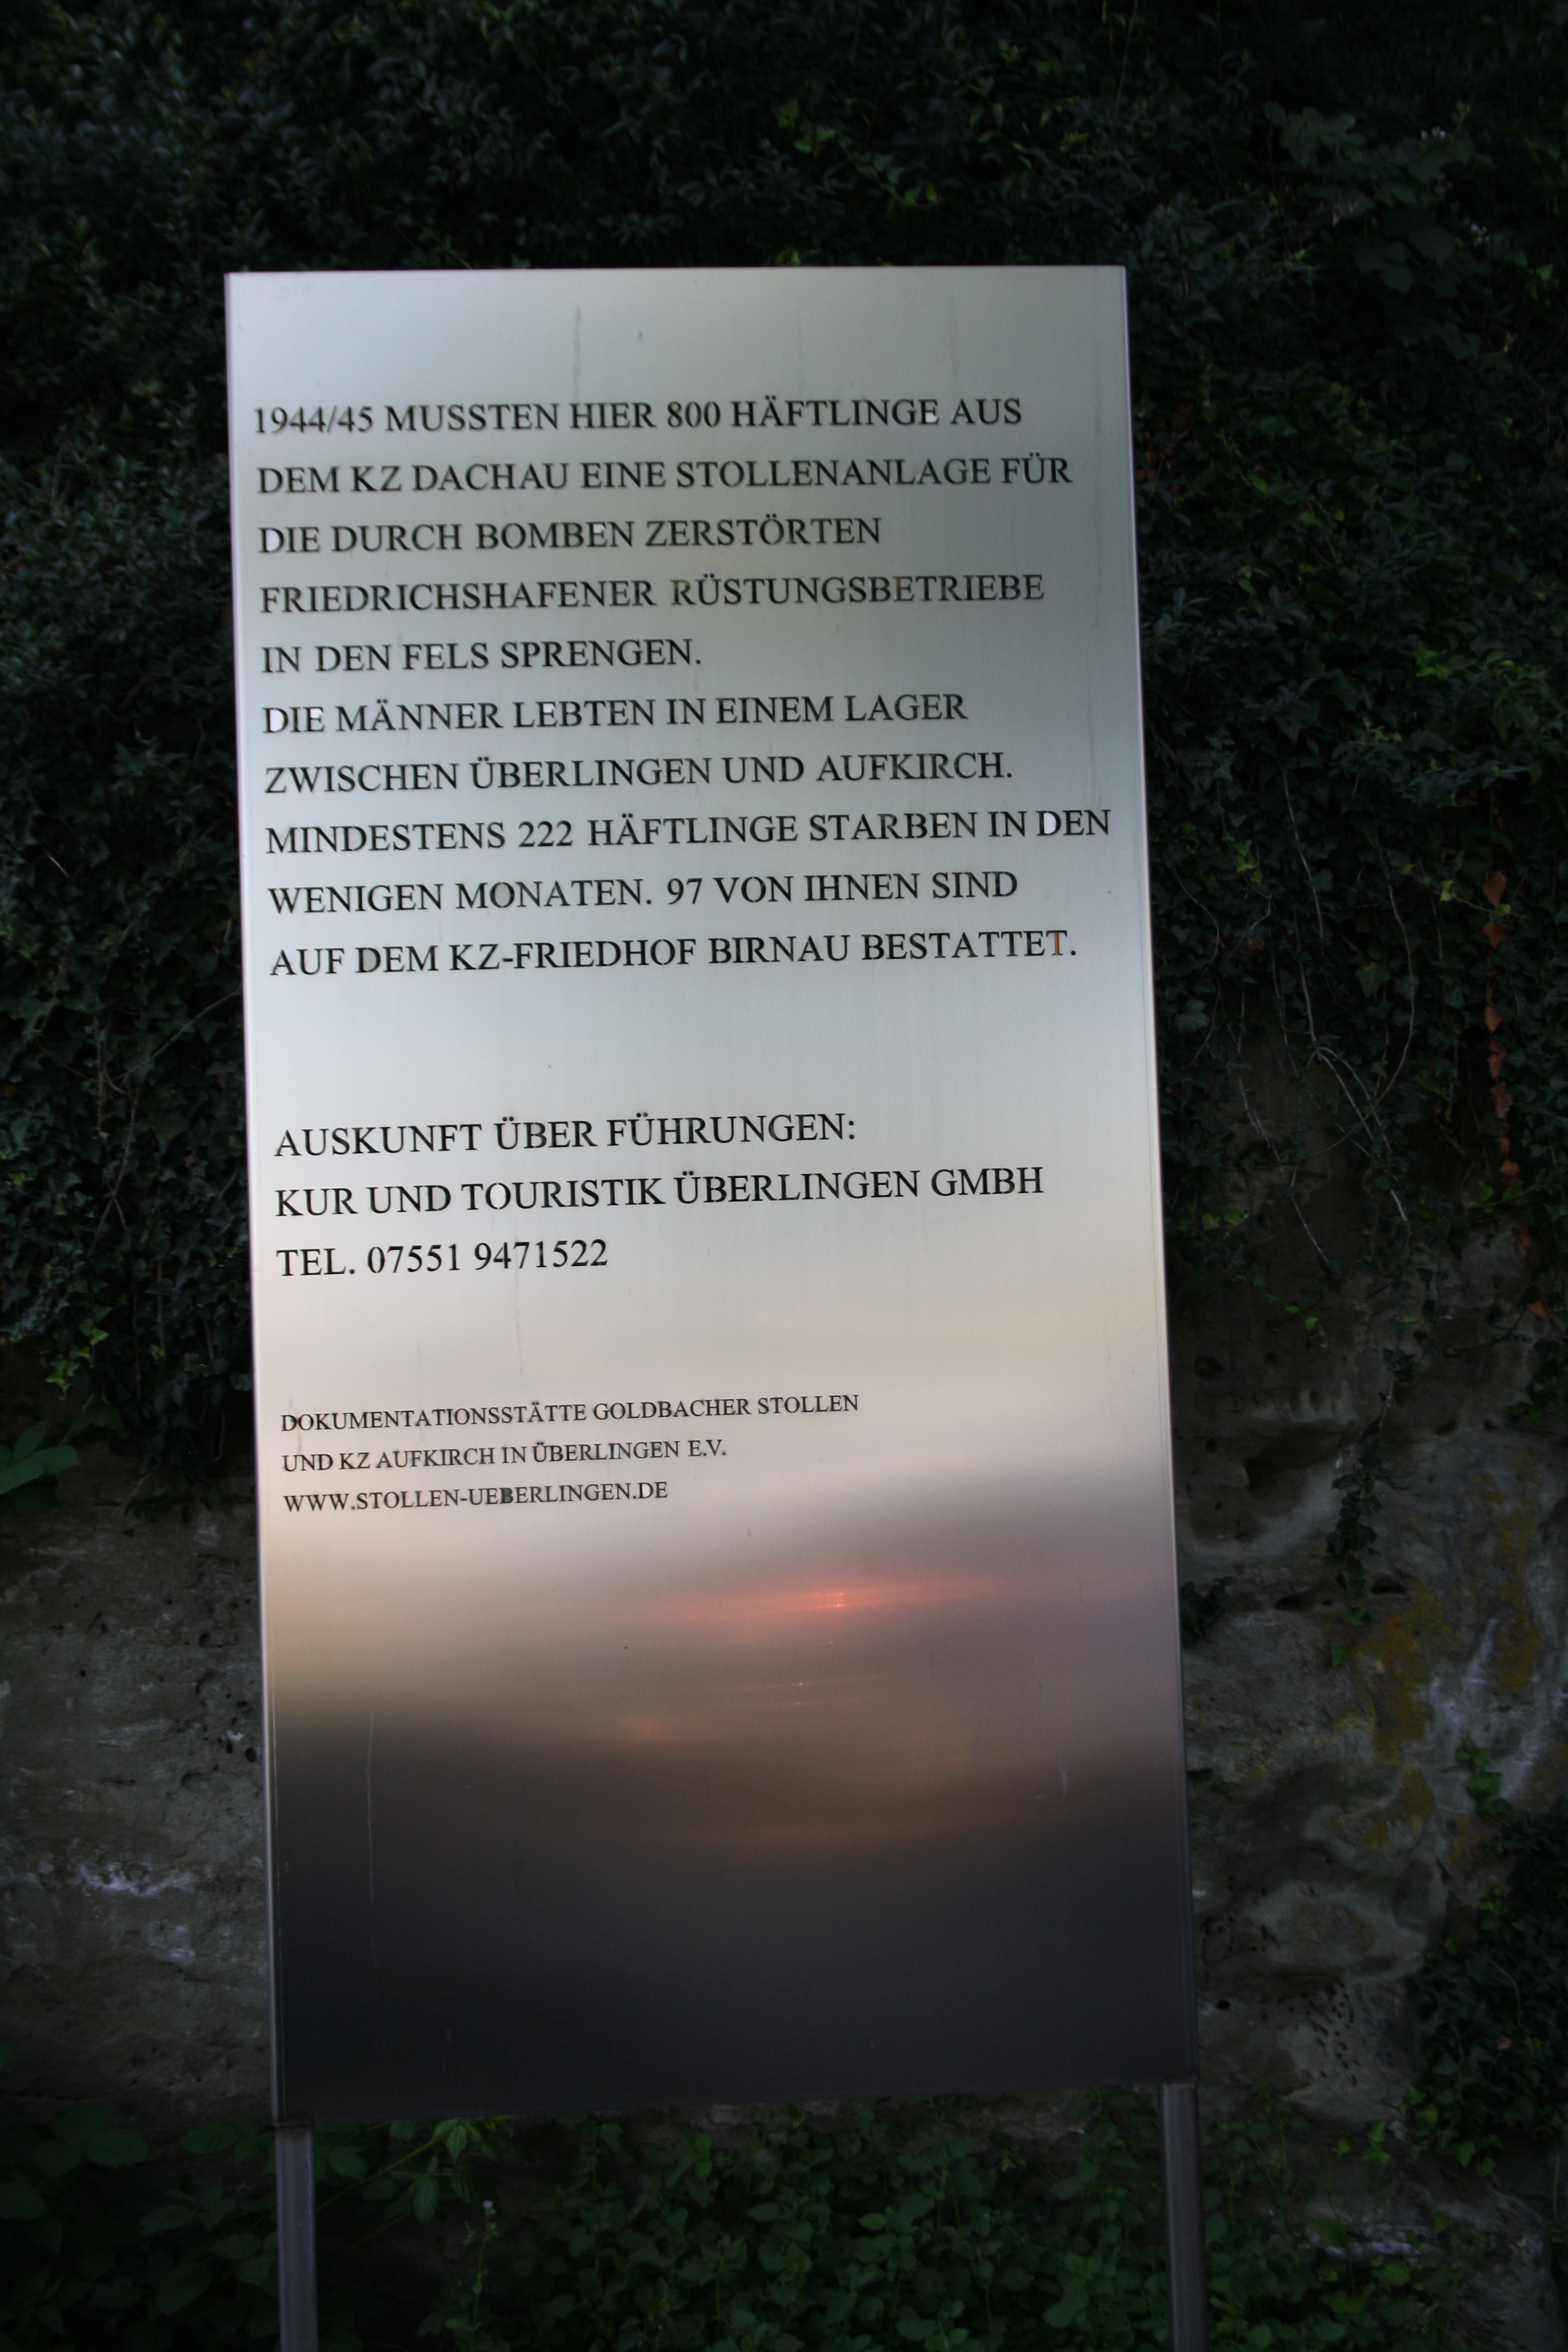 1944/45 MUSSTEN HIER 800 HÄFTLINGE AUS
DEM KZ DACHAU EINE STOLLENANLAGE FÜR
DIE DURCH BOMBEN ZERSTÖRTEN
FRIEDRICHSHAFENER RÜSTUNGSBETRIEBE
IN DEN FELS SPRENGEN.
DIE MÄNNER LEBTEN IN EINEM LAGER
ZWISCHEN ÜBERLINGEN UND AUFKIRCH.
MINDESTENS 222 HÄFTLINGE STARBEN IN DEN
WENIGEN MONATEN. 97 VON IHNEN SIND
AUF DEM KZ-FRIEDHOF BIRNAU BESTATTET.
AUSKUNFT ÜBER FÜHRUNGEN:
KUR UND TOURISTIK ÜBERLINGEN GMBH
TEL. 07551 9471522
DOKUMENTATIONSSTÄTTE GOLDBACHER STOLLEN
UND KZ AUFKIRCH IN ÜBERLINGEN E.V.
WWW.STOLLEN-UEBERLINGEN.DE